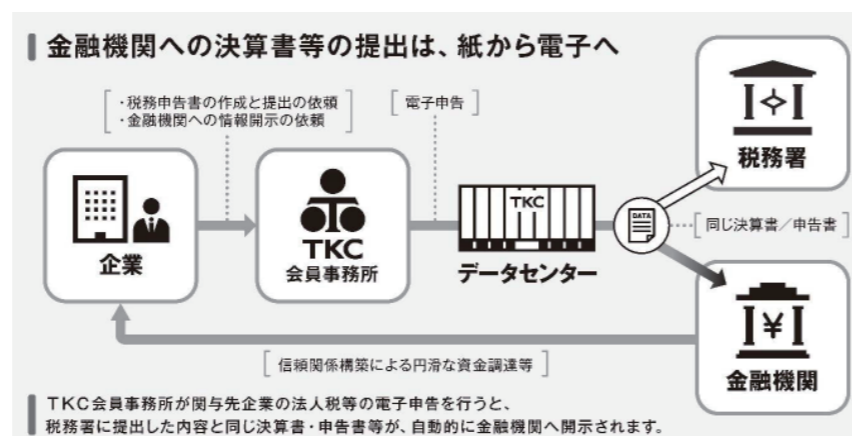 金融機関への決算書等の提出は、紙から電子へ
・税務申告書の作成と提出の依頼
・金融機関への情報開示の依頼
電子申告
企業
TKC
会員事務所
TKC
データセンター
DATA
税務署
同じ決算書／申告書
¥
金融機関
信頼関係構築による円滑な資金調達等
TKC会員事務所が関与先企業の法人税等の電子申告を行うと、
税務署に提出した内容と同じ決算書・申告書等が、自動的に金融機関へ開示されます。